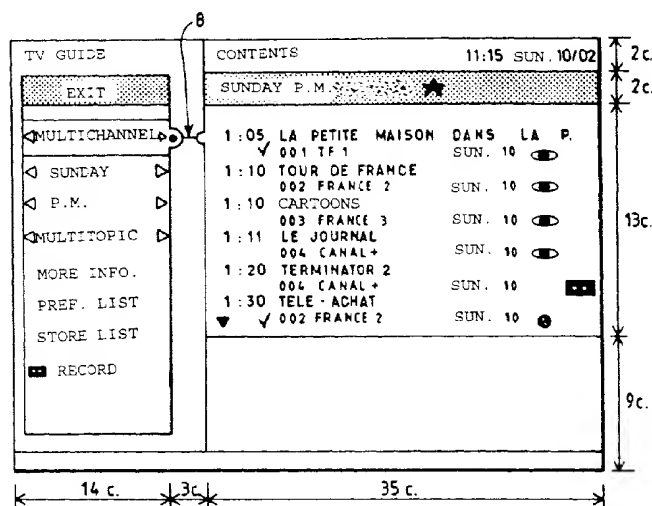 8
TV GUIDE
EXIT
MULTICHANNEL
SUNDAY
P.M.
MULTITOPIC
MORE INFO.
PREF. LIST
STORE LIST
RECORD
CONTENTS 11:15 SUN. 10/02
SUNDAY P.M.
1:05 LA PETITE MAISON DANS LA P.
001 TF1 SUN. 10
1:10 TOUR DE FRANCE
002 FRANCE 2 SUN. 10
1:10 CARTOONS
003 FRANCE 3 SUN. 10
1:11 LE JOURNAL
004 CANAL+ SUN. 10
1:20 TERMINATOR 2
004 CANAL+ SUN. 10
1:30 TELE-ACHAT
002 FRANCE 2 SUN. 10
2c.
2c.
13c.
9c.
14 c. 3c 35 c.